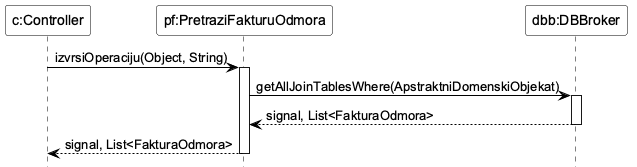 c:Controller
pf:PretraziFakturuOdmora
dbb:DBBroker
izvrsiOperaciju(Object, String)
getAllJoinTablesWhere(ApstraktniDomenskiObjekat)
signal, List<FakturaOdmora>
signal, List<FakturaOdmora>